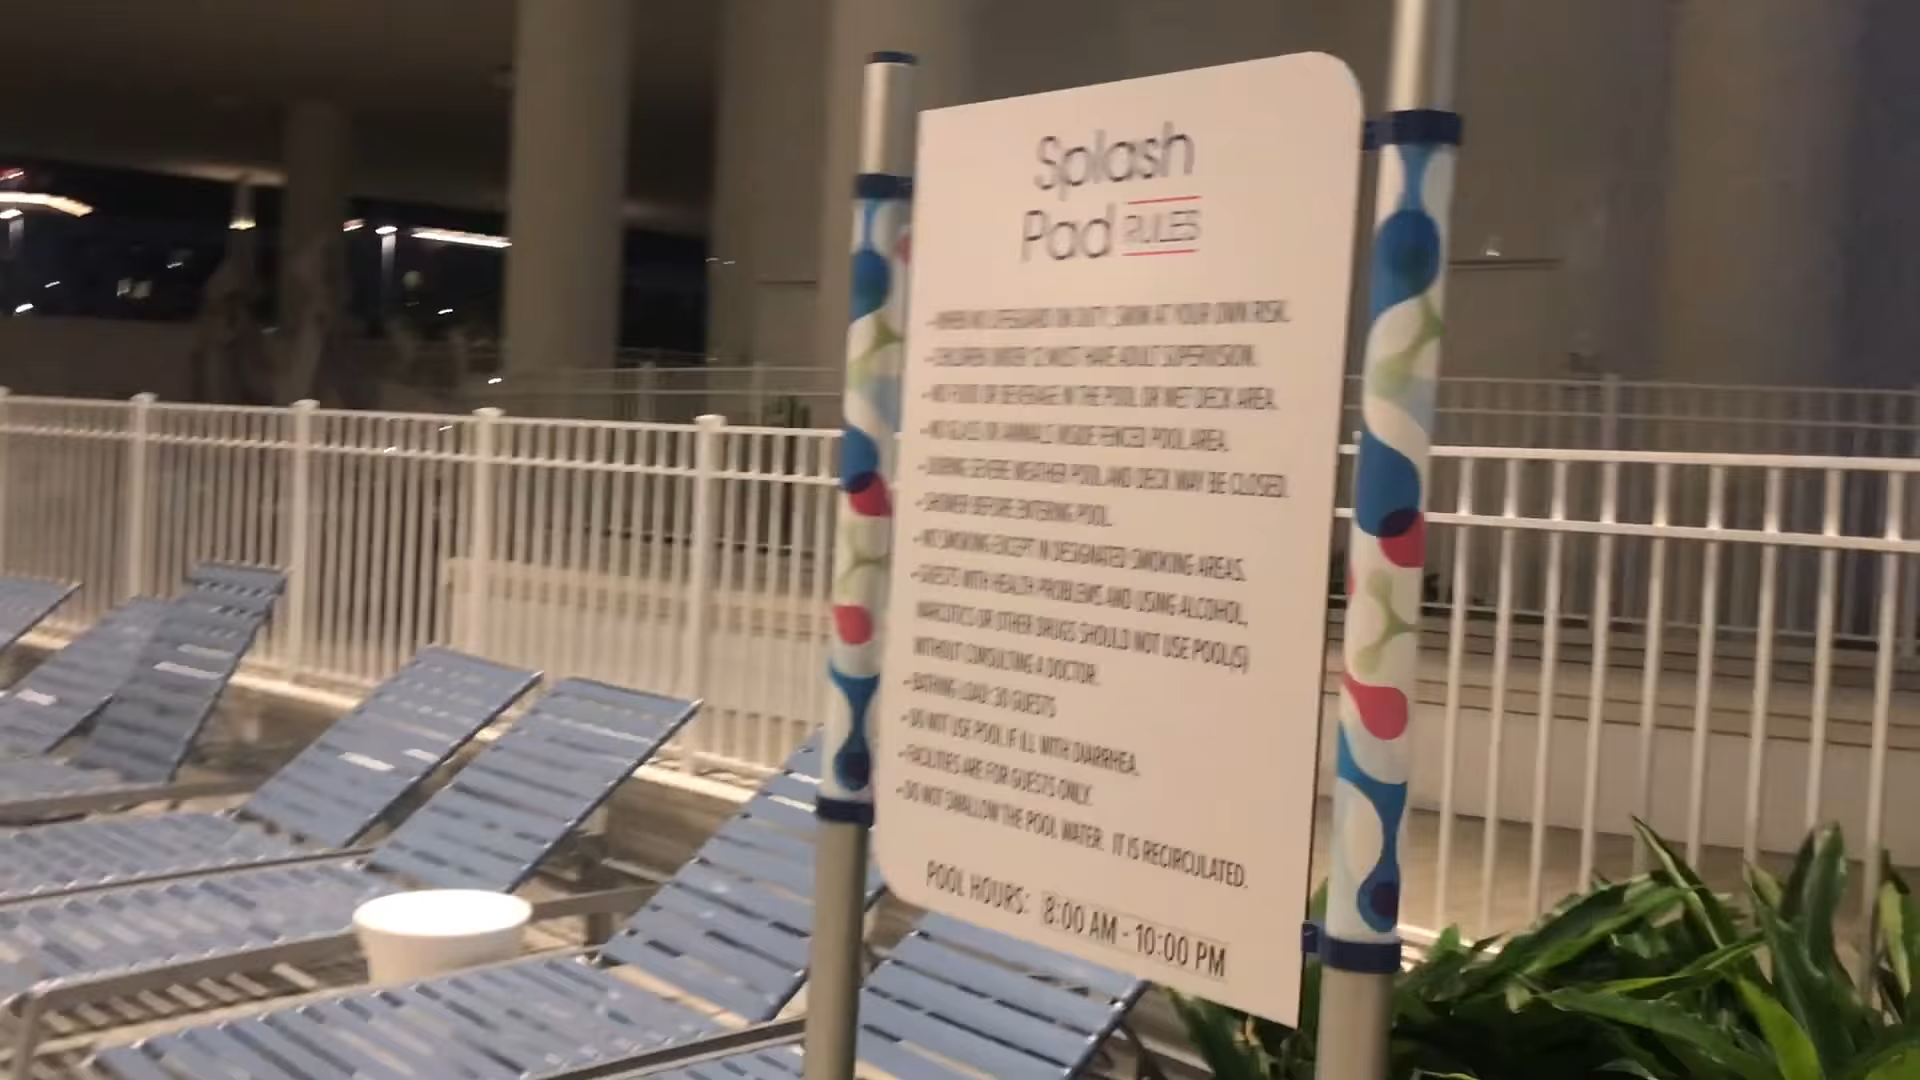 Splash
Pad RULES
• WHEN NO LIFEGUARD ON DUTY, SWIM AT YOUR OWN RISK.
• CHILDREN UNDER 12 MUST HAVE ADULT SUPERVISION.
• NO FOOD OR BEVERAGE IN THE POOL OR WET DECK AREA.
• NO GLASS OR ANIMALS INSIDE FENCED POOL AREA.
• DURING SEVERE WEATHER POOL AND DECK MAY BE CLOSED.
• SHOWER BEFORE ENTERING POOL.
• NO SMOKING EXCEPT IN DESIGNATED SMOKING AREAS.
• GUESTS WITH HEALTH PROBLEMS AND USING ALCOHOL,
NARCOTICS OR OTHER DRUGS SHOULD NOT USE POOL(S)
WITHOUT CONSULTING A DOCTOR.
• BATHING LOAD: 30 GUESTS
• DO NOT USE POOL IF ILL WITH DIARRHEA.
• FACILITIES ARE FOR GUESTS ONLY.
• DO NOT SWALLOW THE POOL WATER. IT IS RECIRCULATED.
POOL HOURS: 8:00 AM - 10:00 PM